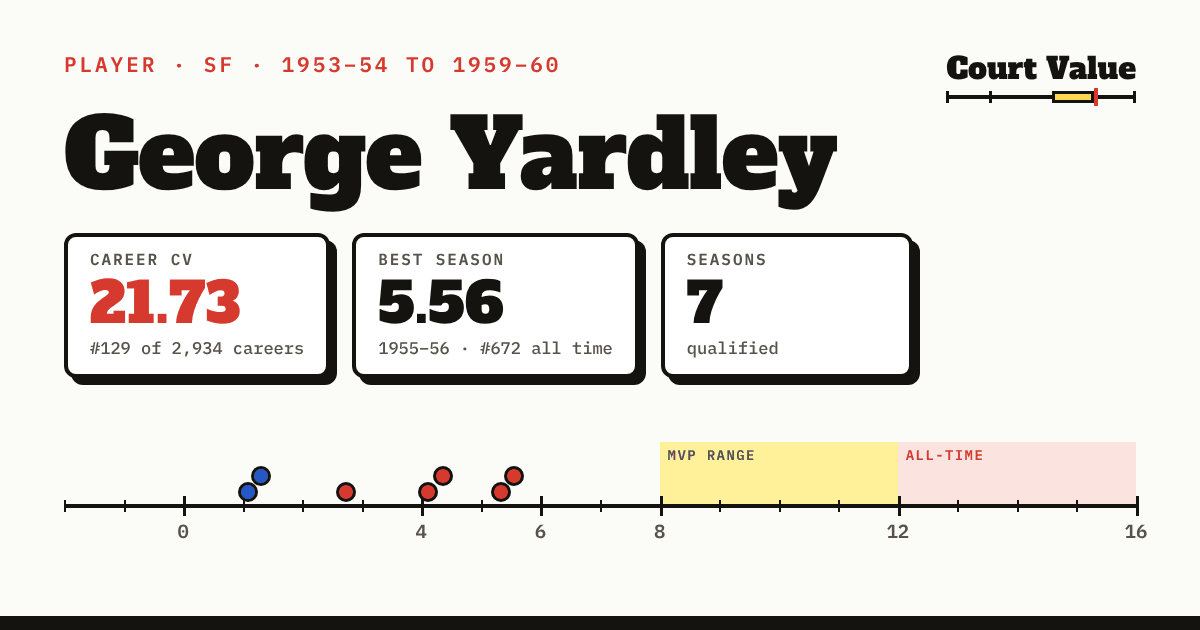 PLAYER · SF · 1953–54 TO 1959–60
Court Value
George Yardley
CAREER CV
21.73
#129 of 2,934 careers
BEST SEASON
5.56
1955–56 · #672 all time
SEASONS
7
qualified
MVP RANGE
ALL-TIME
0 4 6 8 12 16